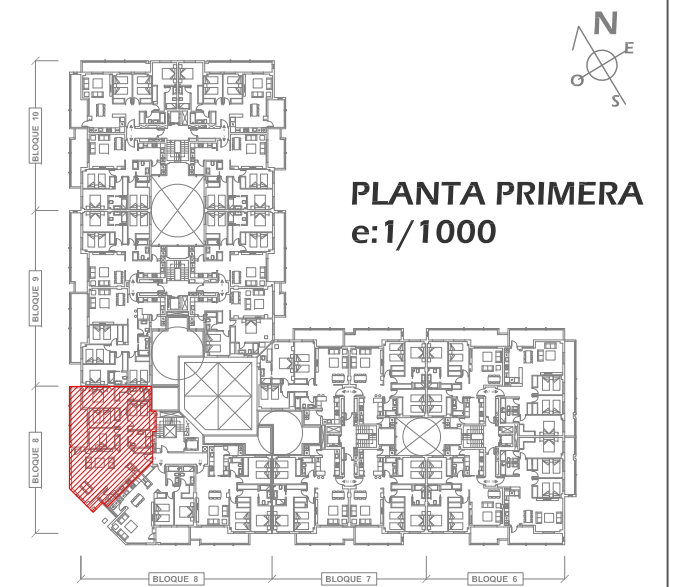 N
E
O
S
BLOQUE 10
PLANTA PRIMERA
e:1/1000
BLOQUE 9
BLOQUE 8
BLOQUE 8
BLOQUE 7
BLOQUE 6